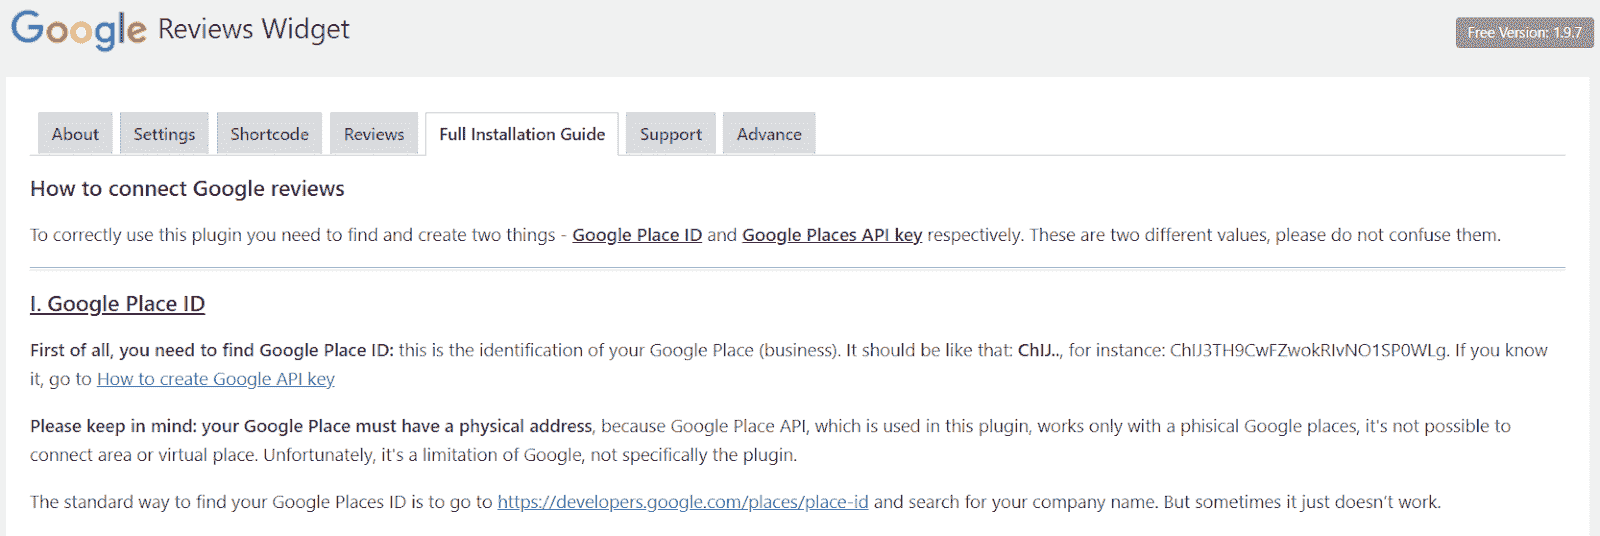 Google Reviews Widget
Free Version: 1.9.7
About Settings Shortcode Reviews Full Installation Guide Support Advance
How to connect Google reviews
To correctly use this plugin you need to find and create two things - Google Place ID and Google Places API key respectively. These are two different values, please do not confuse them.
I. Google Place ID
First of all, you need to find Google Place ID: this is the identification of your Google Place (business). It should be like that: ChIJ.., for instance: ChIJ3TH9CwFZwokRIvNO1SP0WLg. If you know
it, go to How to create Google API key
Please keep in mind: your Google Place must have a physical address, because Google Place API, which is used in this plugin, works only with a phisical Google places, it's not possible to
connect area or virtual place. Unfortunately, it's a limitation of Google, not specifically the plugin.
The standard way to find your Google Places ID is to go to https://developers.google.com/places/place-id and search for your company name. But sometimes it just doesn't work.